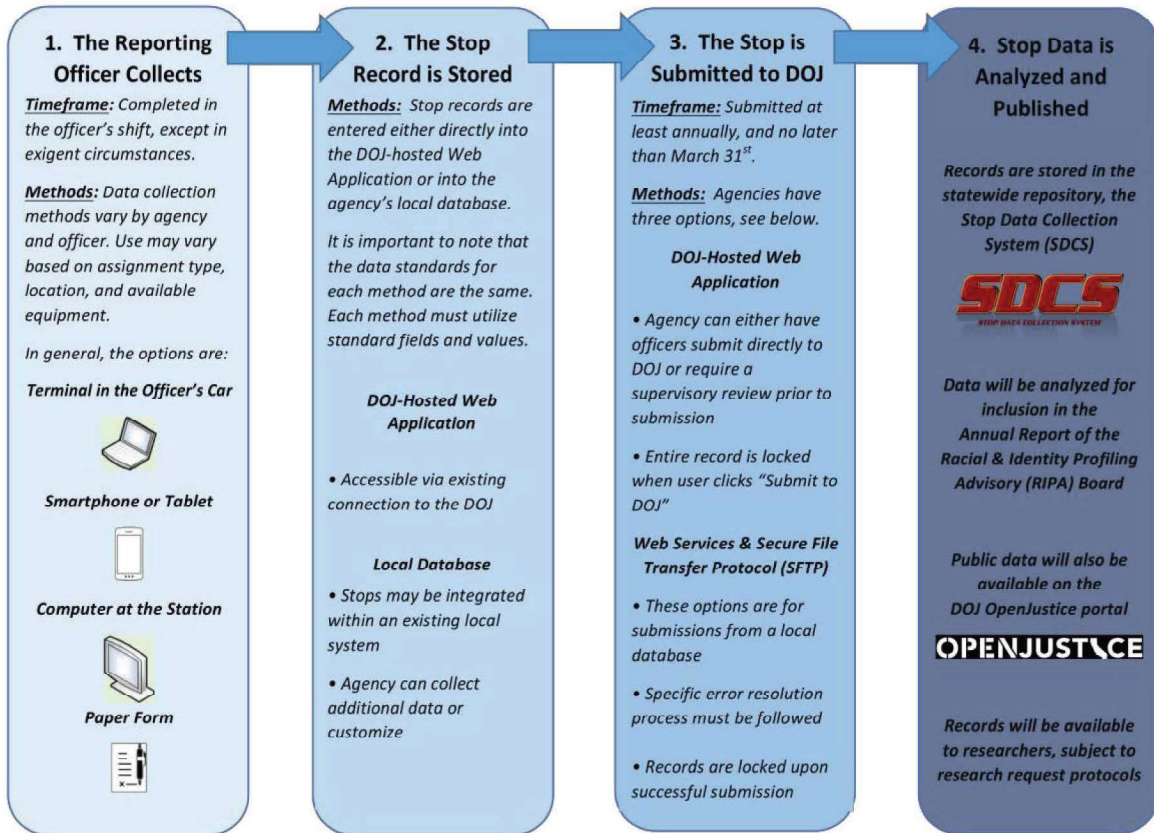 1. The Reporting
Officer Collects
Timeframe: Completed in
the officer's shift, except in
exigent circumstances.
Methods: Data collection
methods vary by agency
and officer. Use may vary
based on assignment type,
location, and available
equipment.
In general, the options are:
Terminal in the Officer's Car
Smartphone or Tablet
Computer at the Station
Paper Form
2. The Stop
Record is Stored
Methods: Stop records are
entered either directly into
the DOJ-hosted Web
Application or into the
agency's local database.
It is important to note that
the data standards for
each method are the same.
Each method must utilize
standard fields and values.
DOJ-Hosted Web
Application
• Accessible via existing
connection to the DOJ
Local Database
• Stops may be integrated
within an existing local
system
• Agency can collect
additional data or
customize
3. The Stop is
Submitted to DOJ
Timeframe: Submitted at
least annually, and no later
than March 31st.
Methods: Agencies have
three options, see below.
DOJ-Hosted Web
Application
• Agency can either have
officers submit directly to
DOJ or require a
supervisory review prior to
submission
• Entire record is locked
when user clicks "Submit to
DOJ"
Web Services & Secure File
Transfer Protocol (SFTP)
• These options are for
submissions from a local
database
• Specific error resolution
process must be followed
• Records are locked upon
successful submission
4. Stop Data is
Analyzed and
Published
Records are stored in the
statewide repository, the
Stop Data Collection
System (SDCS)
SDCS
STOP DATA COLLECTION SYSTEM
Data will be analyzed for
inclusion in the
Annual Report of the
Racial & Identity Profiling
Advisory (RIPA) Board
Public data will also be
available on the
DOJ OpenJustice portal
OPENJUSTICE
Records will be available
to researchers, subject to
research request protocols